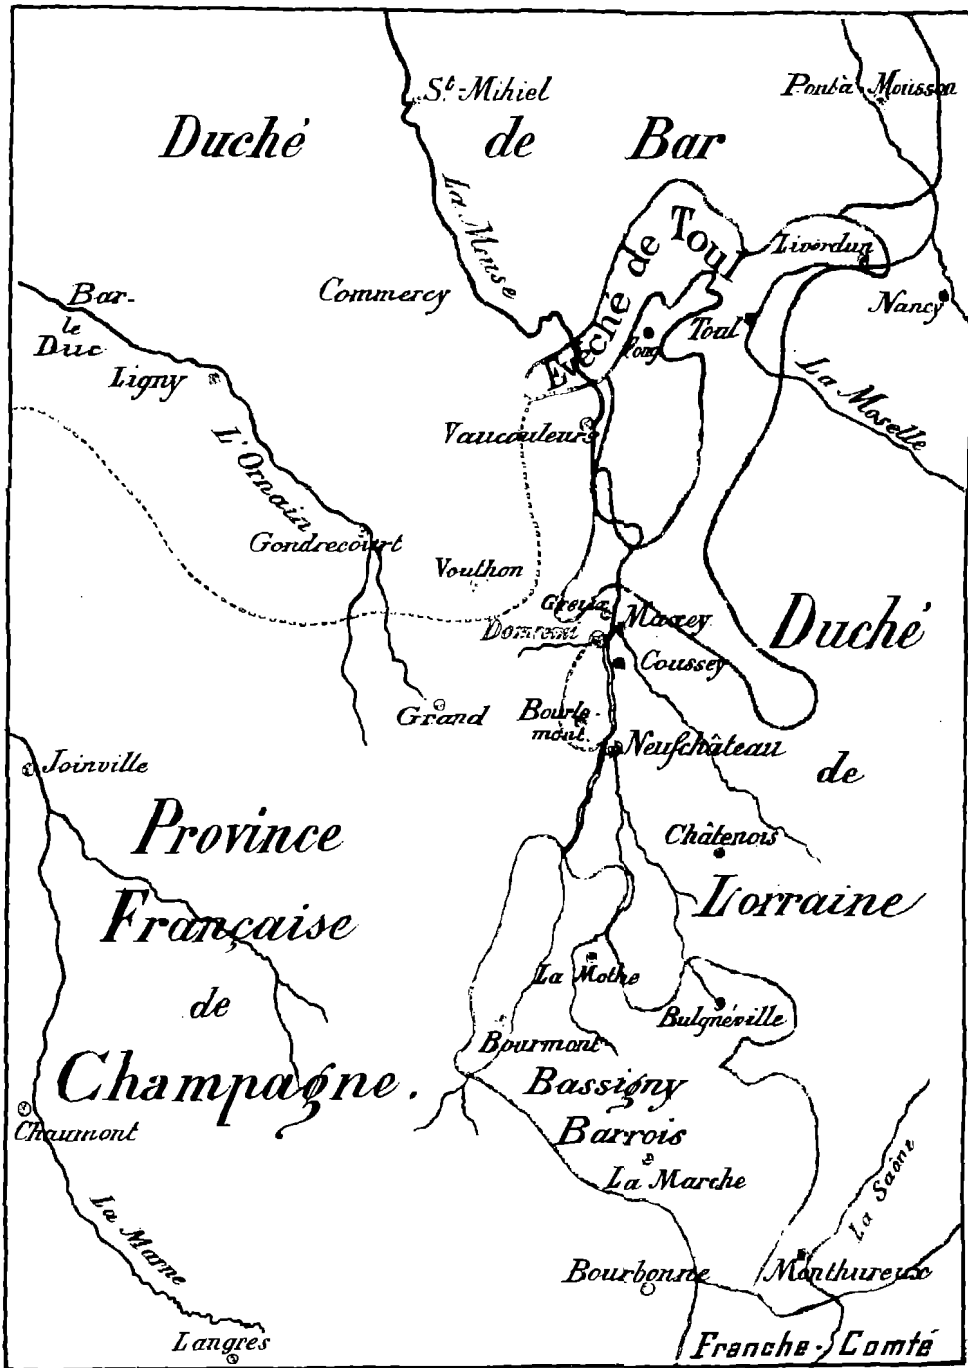 St-Mihiel
Pont à Mousson
Duché de Bar
La Meuse
Evêché de Toul
Liverdun
Bar-
le
Duc
Commercy
Nancy
Foug
Toul
Ligny
La Moselle
Vaucouleurs
L'Ornain
Gondrecourt
Vouthon
Greux
Maxey
Domremi
Duché
Coussey
Grand
Bourle-
mont.
Neufchâteau
Joinville
de
Province
Châtenois
Française
Lorraine
La Mothe
de
Bulgnéville
Bourmont
Champagne.
Bassigny
Barrois
Chaumont
La Marche
La Saône
La Marne
Bourbonne
Monthureux
Langres
Franche-Comté